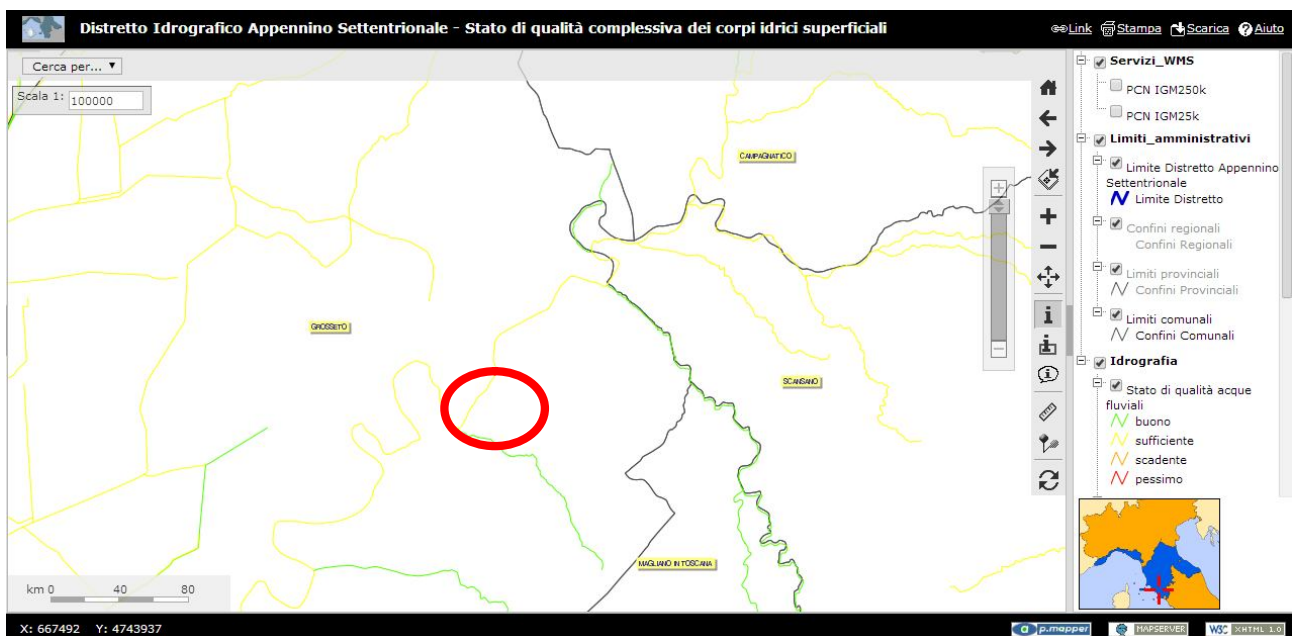 Distretto Idrografico Appennino Settentrionale - Stato di qualità complessiva dei corpi idrici superficiali
Link Stampa Scarica Aiuto
Cerca per... ▼
Scala 1: 100000
CAMPAGNATICO
GROSSETO
SCANSANO
MAGLIANO IN TOSCANA
km 0 40 80
Servizi_WMS
PCN IGM250k
PCN IGM25k
Limiti_amministrativi
Limite Distretto Appennino
Settentrionale
Limite Distretto
Confini regionali
Confini Regionali
Limiti provinciali
Confini Provinciali
Limiti comunali
Confini Comunali
Idrografia
Stato di qualità acque
fluviali
buono
sufficiente
scadente
pessimo
X: 667492 Y: 4743937
p.mapper MAPSERVER W3C XHTML 1.0